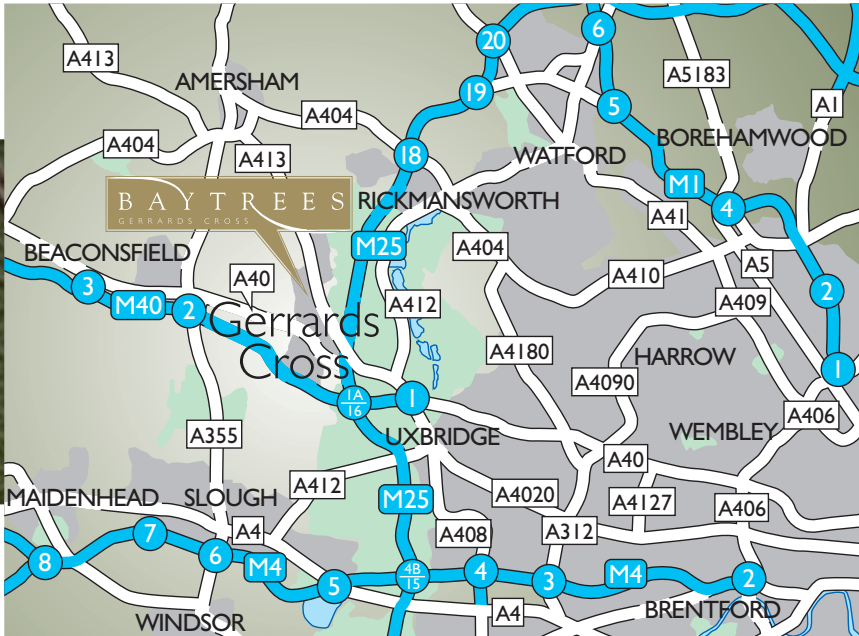 A413
20
6
AMERSHAM
A5183
19
A404
5
A1
A404
A413
18
WATFORD
BOREHAMWOOD
M1
BAYTREES
GERRARDS CROSS
RICKMANSWORTH
A41
4
BEACONSFIELD
M25
A404
A5
A40
A410
3
M40
2
A412
A409
2
Gerrards
Cross
A4180
HARROW
A4090
1
1A
16
1
A406
A355
UXBRIDGE
WEMBLEY
A40
A412
M25
A4020
A4127
A406
MAIDENHEAD
SLOUGH
7
A4
A408
A312
8
6
M4
5
4B
15
4
3
M4
2
WINDSOR
A4
BRENTFORD